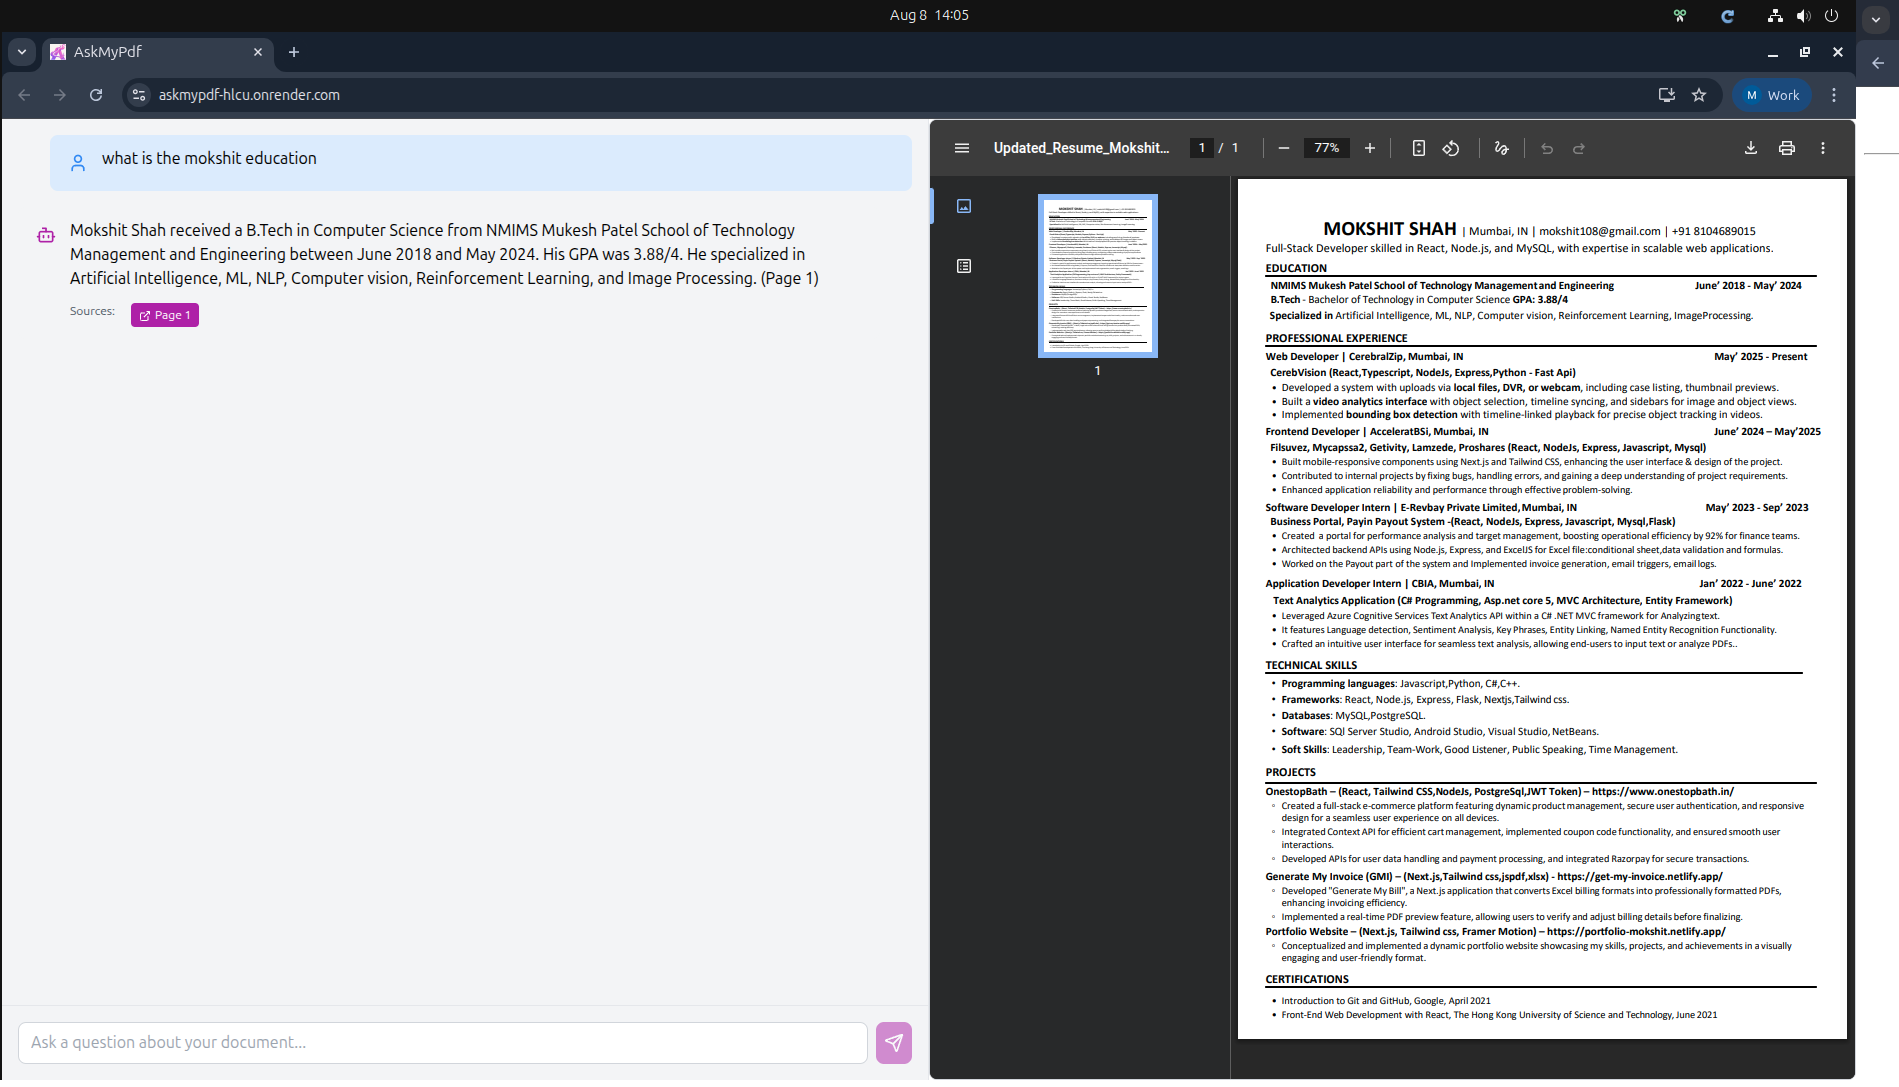 Aug 8 14:05
AskMyPdf
askmypdf-hlcu.onrender.com
M Work
what is the mokshit education
Mokshit Shah received a B.Tech in Computer Science from NMIMS Mukesh Patel School of Technology
Management and Engineering between June 2018 and May 2024. His GPA was 3.88/4. He specialized in
Artificial Intelligence, ML, NLP, Computer vision, Reinforcement Learning, and Image Processing. (Page 1)
Sources: Page 1
Ask a question about your document...
Updated_Resume_Mokshit... 1 / 1 77%
1
MOKSHIT SHAH | Mumbai, IN | mokshit108@gmail.com | +91 8104689015
Full-Stack Developer skilled in React, Node.js, and MySQL, with expertise in scalable web applications.
EDUCATION
NMIMS Mukesh Patel School of Technology Management and Engineering June' 2018 - May' 2024
B.Tech - Bachelor of Technology in Computer Science GPA: 3.88/4
Specialized in Artificial Intelligence, ML, NLP, Computer vision, Reinforcement Learning, ImageProcessing.
PROFESSIONAL EXPERIENCE
Web Developer | CerebralZip, Mumbai, IN May' 2025 - Present
CerebVision (React,Typescript, NodeJs, Express,Python - Fast Api)
• Developed a system with uploads via local files, DVR, or webcam, including case listing, thumbnail previews.
• Built a video analytics interface with object selection, timeline syncing, and sidebars for image and object views.
• Implemented bounding box detection with timeline-linked playback for precise object tracking in videos.
Frontend Developer | AcceleratBSi, Mumbai, IN June' 2024 – May'2025
Filsuvez, Mycapssa2, Getivity, Lamzede, Proshares (React, NodeJs, Express, Javascript, Mysql)
• Built mobile-responsive components using Next.js and Tailwind CSS, enhancing the user interface & design of the project.
• Contributed to internal projects by fixing bugs, handling errors, and gaining a deep understanding of project requirements.
• Enhanced application reliability and performance through effective problem-solving.
Software Developer Intern | E-Revbay Private Limited, Mumbai, IN May' 2023 - Sep' 2023
Business Portal, Payin Payout System -(React, NodeJs, Express, Javascript, Mysql,Flask)
• Created a portal for performance analysis and target management, boosting operational efficiency by 92% for finance teams.
• Architected backend APIs using Node.js, Express, and ExcelJS for Excel file:conditional sheet,data validation and formulas.
• Worked on the Payout part of the system and Implemented invoice generation, email triggers, email logs.
Application Developer Intern | CBIA, Mumbai, IN Jan' 2022 - June' 2022
Text Analytics Application (C# Programming, Asp.net core 5, MVC Architecture, Entity Framework)
• Leveraged Azure Cognitive Services Text Analytics API within a C# .NET MVC framework for Analyzing text.
• It features Language detection, Sentiment Analysis, Key Phrases, Entity Linking, Named Entity Recognition Functionality.
• Crafted an intuitive user interface for seamless text analysis, allowing end-users to input text or analyze PDFs..
TECHNICAL SKILLS
• Programming languages: Javascript,Python, C#,C++.
• Frameworks: React, Node.js, Express, Flask, Nextjs,Tailwind css.
• Databases: MySQL,PostgreSQL.
• Software: SQl Server Studio, Android Studio, Visual Studio, NetBeans.
• Soft Skills: Leadership, Team-Work, Good Listener, Public Speaking, Time Management.
PROJECTS
OnestopBath – (React, Tailwind CSS,NodeJs, PostgreSql,JWT Token) – https://www.onestopbath.in/
◦ Created a full-stack e-commerce platform featuring dynamic product management, secure user authentication, and responsive
design for a seamless user experience on all devices.
◦ Integrated Context API for efficient cart management, implemented coupon code functionality, and ensured smooth user
interactions.
◦ Developed APIs for user data handling and payment processing, and integrated Razorpay for secure transactions.
Generate My Invoice (GMI) – (Next.js,Tailwind css,jspdf,xlsx) - https://get-my-invoice.netlify.app/
◦ Developed "Generate My Bill", a Next.js application that converts Excel billing formats into professionally formatted PDFs,
enhancing invoicing efficiency.
◦ Implemented a real-time PDF preview feature, allowing users to verify and adjust billing details before finalizing.
Portfolio Website – (Next.js, Tailwind css, Framer Motion) – https://portfolio-mokshit.netlify.app/
◦ Conceptualized and implemented a dynamic portfolio website showcasing my skills, projects, and achievements in a visually
engaging and user-friendly format.
CERTIFICATIONS
• Introduction to Git and GitHub, Google, April 2021
• Front-End Web Development with React, The Hong Kong University of Science and Technology, June 2021